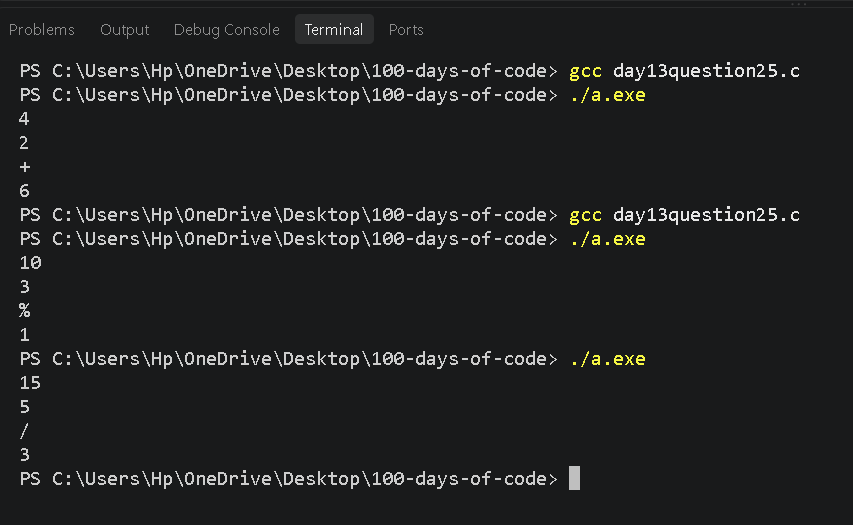 Problems Output Debug Console Terminal Ports
PS C:\Users\Hp\OneDrive\Desktop\100-days-of-code> gcc day13question25.c
PS C:\Users\Hp\OneDrive\Desktop\100-days-of-code> ./a.exe
4
2
+
6
PS C:\Users\Hp\OneDrive\Desktop\100-days-of-code> gcc day13question25.c
PS C:\Users\Hp\OneDrive\Desktop\100-days-of-code> ./a.exe
10
3
%
1
PS C:\Users\Hp\OneDrive\Desktop\100-days-of-code> ./a.exe
15
5
/
3
PS C:\Users\Hp\OneDrive\Desktop\100-days-of-code>